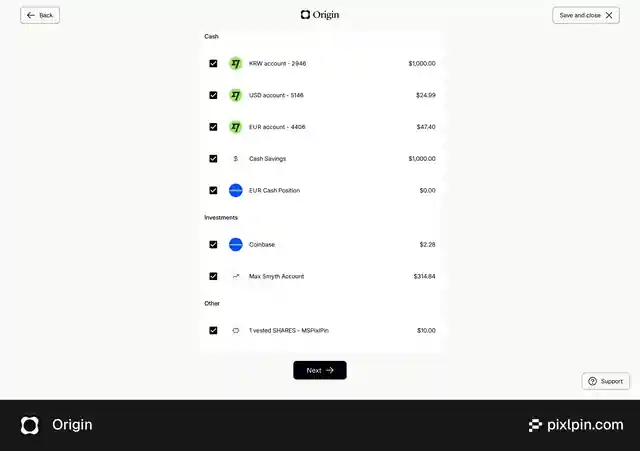 Back
Origin
Save and close
Cash
KRW account - 2946 $1,000.00
USD account - 5146 $24.99
EUR account - 4406 $47.40
$ Cash Savings $1,000.00
EUR Cash Position $0.00
Investments
Coinbase $2.28
Max Smyth Account $314.84
Other
1 vested SHARES - MSPixlPin $10.00
Next
Support
Origin
pixlpin.com